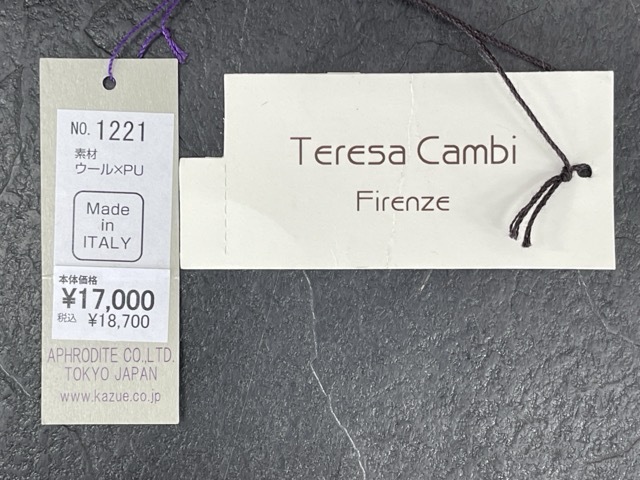 NO. 1221
素材
ウール×PU
Made
in
ITALY
本体価格
¥17,000
税込 ¥18,700
APHRODITE CO.,LTD.
TOKYO JAPAN
www.kazue.co.jp
Teresa Cambi
Firenze